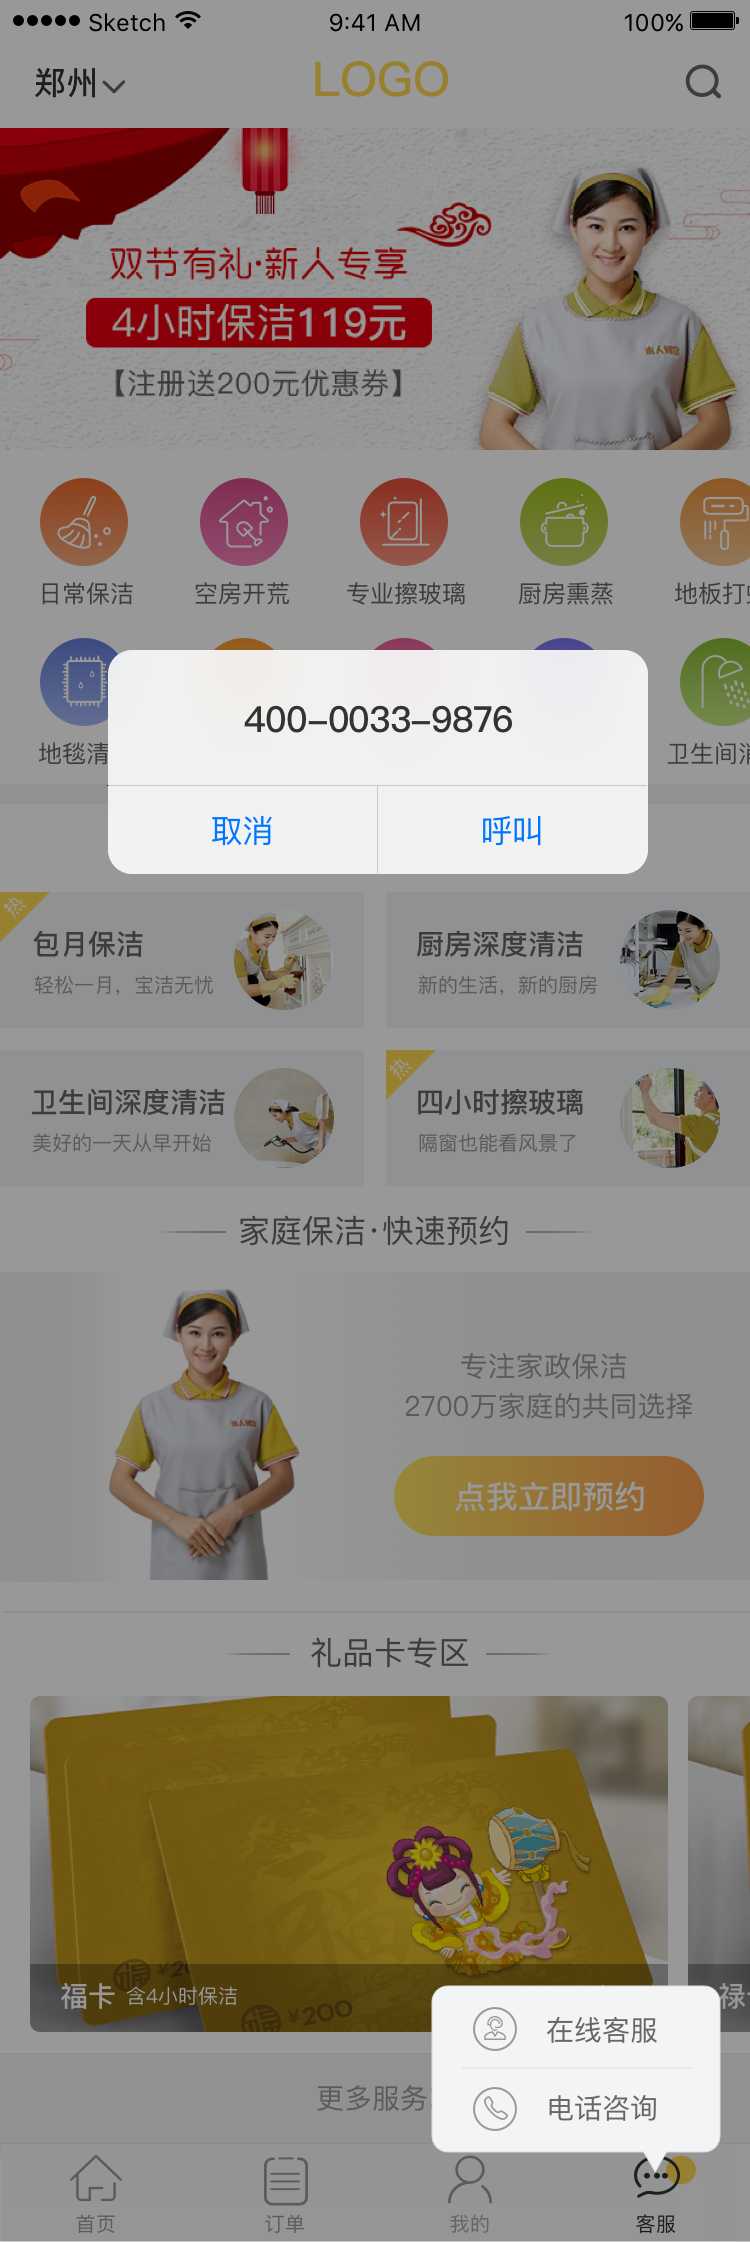 Sketch 9:41 AM 100%
郑州 LOGO
双节有礼·新人专享
4小时保洁119元
【注册送200元优惠券】
日常保洁 空房开荒 专业擦玻璃 厨房熏蒸 地板打
地毯清 卫生间
400-0033-9876
取消 呼叫
热
包月保洁
轻松一月，宝洁无忧
厨房深度清洁
新的生活，新的厨房
卫生间深度清洁
美好的一天从早开始
热
四小时擦玻璃
隔窗也能看风景了
家庭保洁·快速预约
专注家政保洁
2700万家庭的共同选择
点我立即预约
礼品卡专区
福 ¥200
福卡 含4小时保洁
在线客服
电话咨询
更多服务
首页 订单 我的 客服